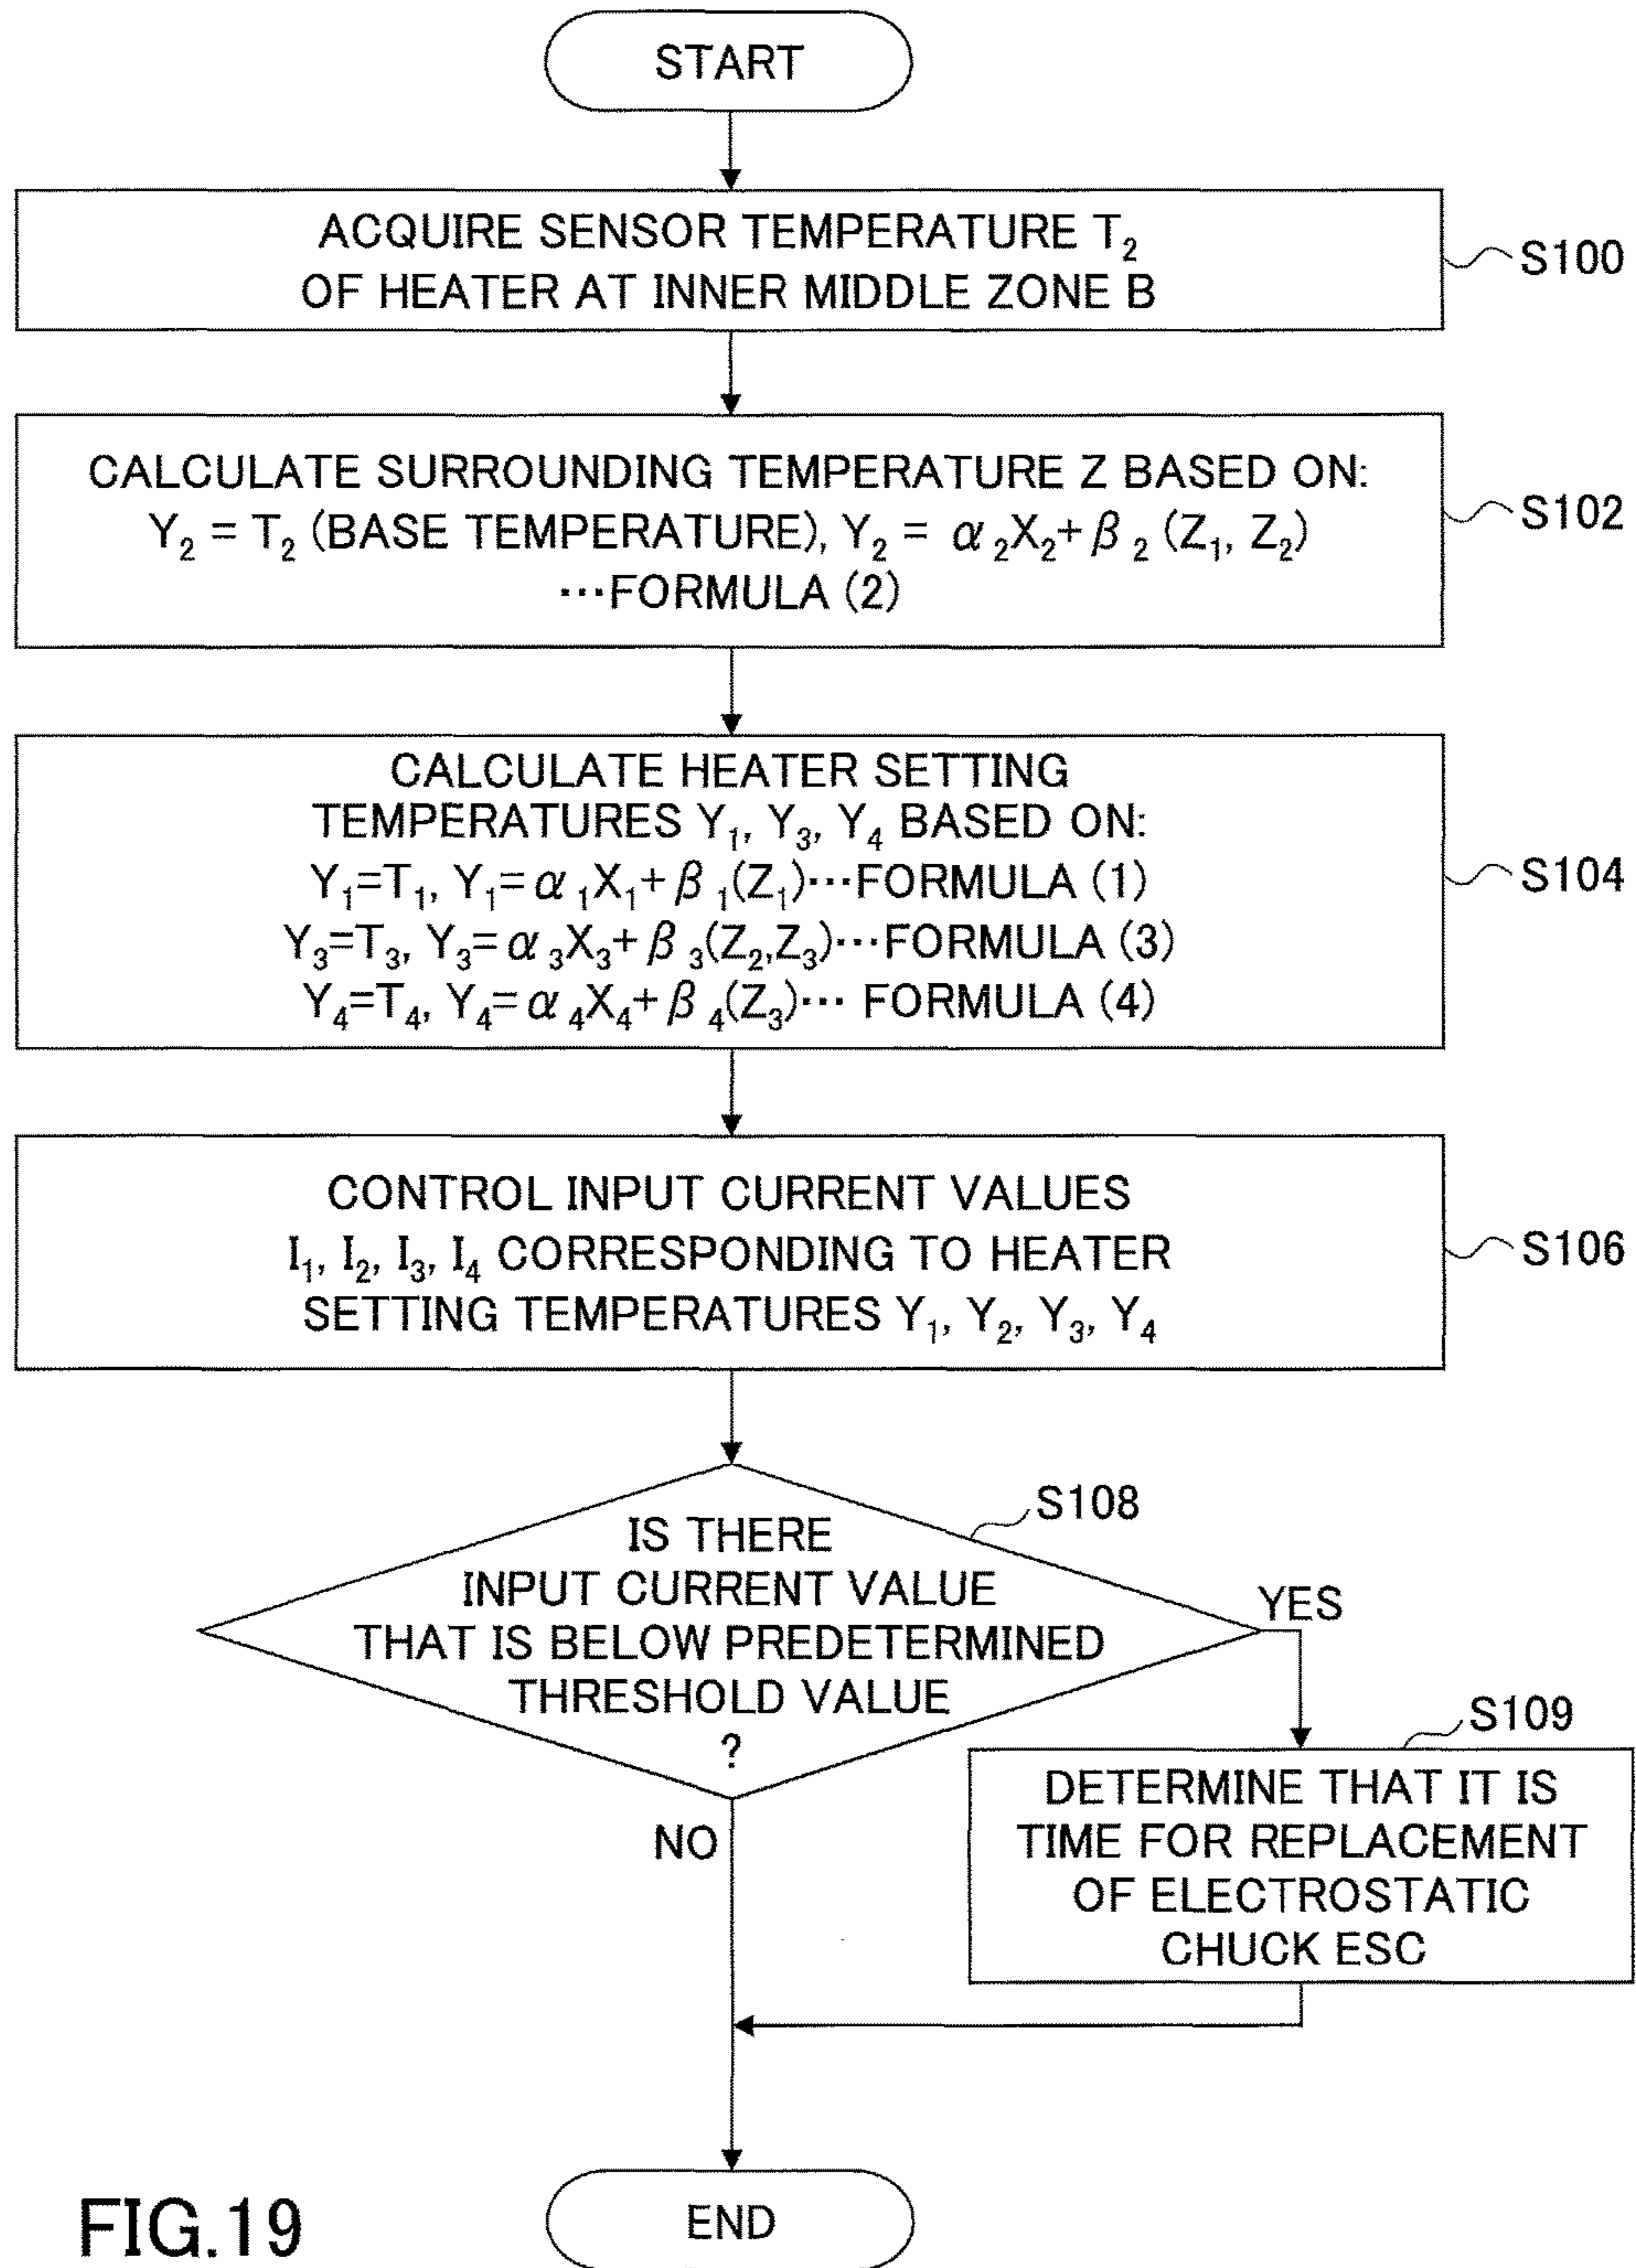 START
ACQUIRE SENSOR TEMPERATURE T₂
OF HEATER AT INNER MIDDLE ZONE B
S100
CALCULATE SURROUNDING TEMPERATURE Z BASED ON:
Y₂ = T₂ (BASE TEMPERATURE), Y₂ = α₂X₂+β₂ (Z₁, Z₂)
⋯FORMULA (2)
S102
CALCULATE HEATER SETTING
TEMPERATURES Y₁, Y₃, Y₄ BASED ON:
Y₁=T₁, Y₁=α₁X₁+β₁(Z₁)⋯FORMULA (1)
Y₃=T₃, Y₃=α₃X₃+β₃(Z₂,Z₃)⋯FORMULA (3)
Y₄=T₄, Y₄=α₄X₄+β₄(Z₃)⋯ FORMULA (4)
S104
CONTROL INPUT CURRENT VALUES
I₁, I₂, I₃, I₄ CORRESPONDING TO HEATER
SETTING TEMPERATURES Y₁, Y₂, Y₃, Y₄
S106
S108
IS THERE
INPUT CURRENT VALUE
THAT IS BELOW PREDETERMINED
THRESHOLD VALUE
?
YES
NO
S109
DETERMINE THAT IT IS
TIME FOR REPLACEMENT
OF ELECTROSTATIC
CHUCK ESC
END
FIG.19